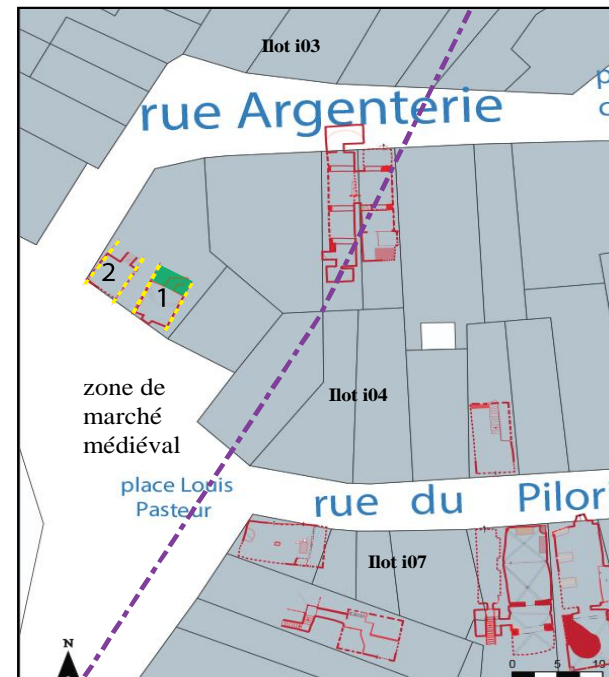 Ilot i03
rue Argenterie
p
c
2
1
zone de
marché
médiéval
Ilot i04
place Louis
Pasteur
rue du Pilori
Ilot i07
N
0 5 10